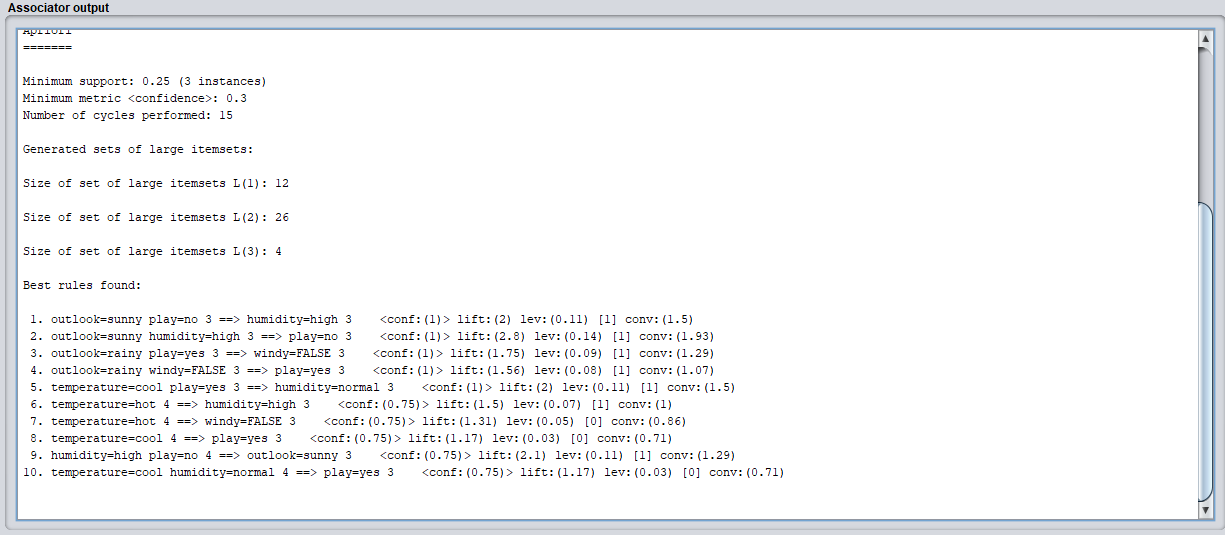 Associator output
Apriori
=======
Minimum support: 0.25 (3 instances)
Minimum metric <confidence>: 0.3
Number of cycles performed: 15
Generated sets of large itemsets:
Size of set of large itemsets L(1): 12
Size of set of large itemsets L(2): 26
Size of set of large itemsets L(3): 4
Best rules found:
1. outlook=sunny play=no 3 ==> humidity=high 3    <conf:(1)> lift:(2) lev:(0.11) [1] conv:(1.5)
2. outlook=sunny humidity=high 3 ==> play=no 3    <conf:(1)> lift:(2.8) lev:(0.14) [1] conv:(1.93)
3. outlook=rainy play=yes 3 ==> windy=FALSE 3    <conf:(1)> lift:(1.75) lev:(0.09) [1] conv:(1.29)
4. outlook=rainy windy=FALSE 3 ==> play=yes 3    <conf:(1)> lift:(1.56) lev:(0.08) [1] conv:(1.07)
5. temperature=cool play=yes 3 ==> humidity=normal 3    <conf:(1)> lift:(2) lev:(0.11) [1] conv:(1.5)
6. temperature=hot 4 ==> humidity=high 3    <conf:(0.75)> lift:(1.5) lev:(0.07) [1] conv:(1)
7. temperature=hot 4 ==> windy=FALSE 3    <conf:(0.75)> lift:(1.31) lev:(0.05) [0] conv:(0.86)
8. temperature=cool 4 ==> play=yes 3    <conf:(0.75)> lift:(1.17) lev:(0.03) [0] conv:(0.71)
9. humidity=high play=no 4 ==> outlook=sunny 3    <conf:(0.75)> lift:(2.1) lev:(0.11) [1] conv:(1.29)
10. temperature=cool humidity=normal 4 ==> play=yes 3    <conf:(0.75)> lift:(1.17) lev:(0.03) [0] conv:(0.71)